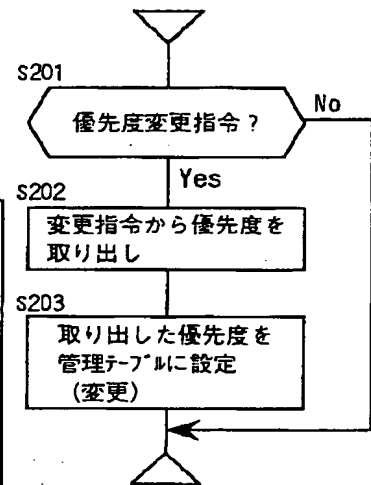 S201
優先度変更指令?
No
Yes
S202
変更指令から優先度を
取り出し
S203
取り出した優先度を
管理テーブルに設定
(変更)